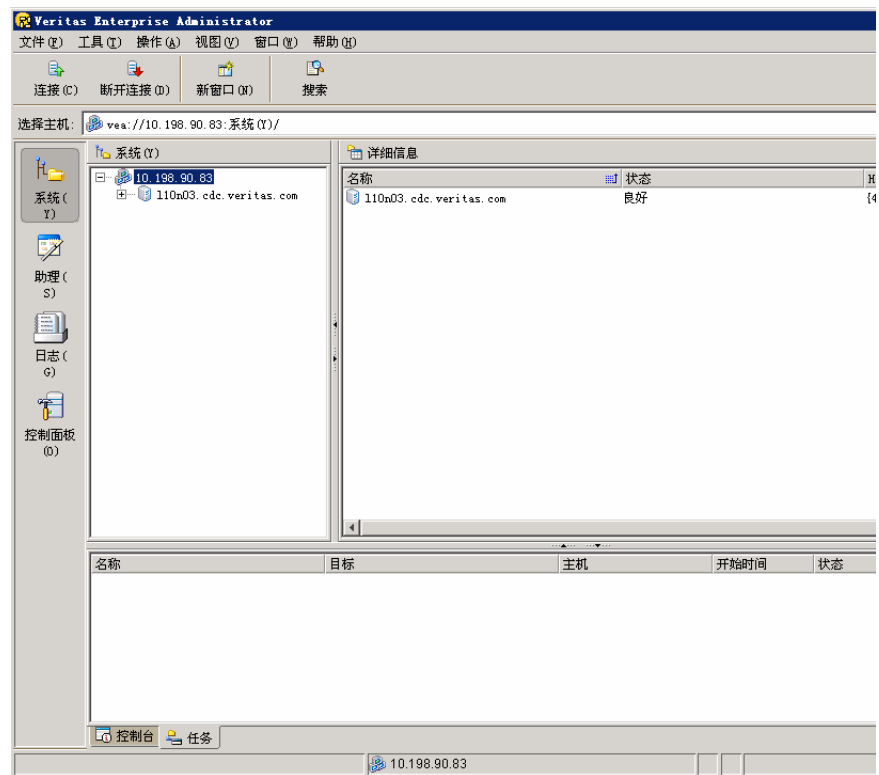 Veritas Enterprise Administrator
文件(F) 工具(T) 操作(A) 视图(V) 窗口(W) 帮助(H)
连接(C) 断开连接(D) 新窗口(N) 搜索
选择主机: vea://10.198.90.83:系统(Y)/
系统(Y)
助理(S)
日志(G)
控制面板(O)
系统(Y)
10.198.90.83
l10n03.cdc.veritas.com
详细信息
名称 状态 H
l10n03.cdc.veritas.com 良好 {4
名称 目标 主机 开始时间 状态
控制台 任务
10.198.90.83